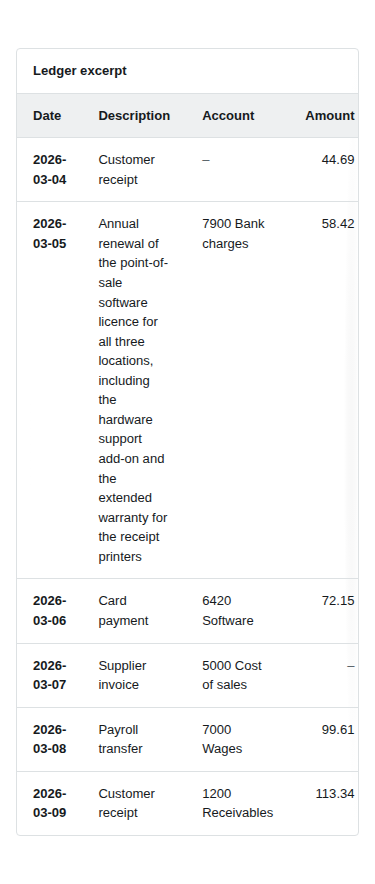 Ledger excerpt
Date Description Account Amount
2026- Customer – 44.69
03-04 receipt
2026- Annual 7900 Bank 58.42
03-05 renewal of charges
the point-of-
sale
software
licence for
all three
locations,
including
the
hardware
support
add-on and
the
extended
warranty for
the receipt
printers
2026- Card 6420 72.15
03-06 payment Software
2026- Supplier 5000 Cost –
03-07 invoice of sales
2026- Payroll 7000 99.61
03-08 transfer Wages
2026- Customer 1200 113.34
03-09 receipt Receivables